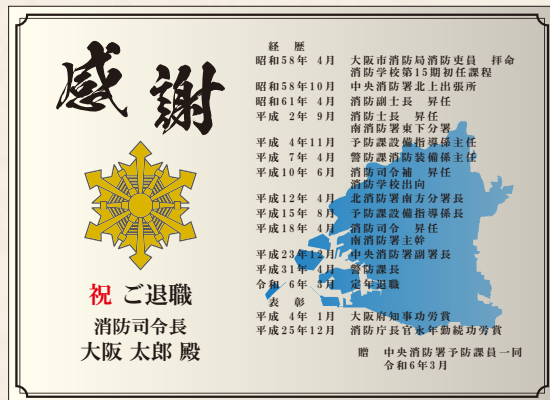 感謝
祝 ご退職
消防司令長
大阪 太郎 殿
経 歴
昭和58年 4月 大阪市消防局消防吏員 拝命
消防学校第15期初任課程
昭和58年10月 中央消防署北上出張所
昭和61年 4月 消防副士長 昇任
平成 2年 9月 消防士長 昇任
南消防署東下分署
平成 4年11月 予防課設備指導係主任
平成 7年 4月 警防課消防装備係主任
平成10年 6月 消防司令補 昇任
消防学校出向
平成12年 4月 北消防署南方分署長
平成15年 8月 予防課設備指導係長
平成18年 4月 消防司令 昇任
南消防署主幹
平成23年12月 中央消防署副署長
平成31年 4月 警防課長
令和 6年 3月 定年退職
表 彰
平成 4年 1月 大阪府知事功労賞
平成25年12月 消防庁長官永年勤続功労賞
贈 中央消防署予防課員一同
令和6年3月